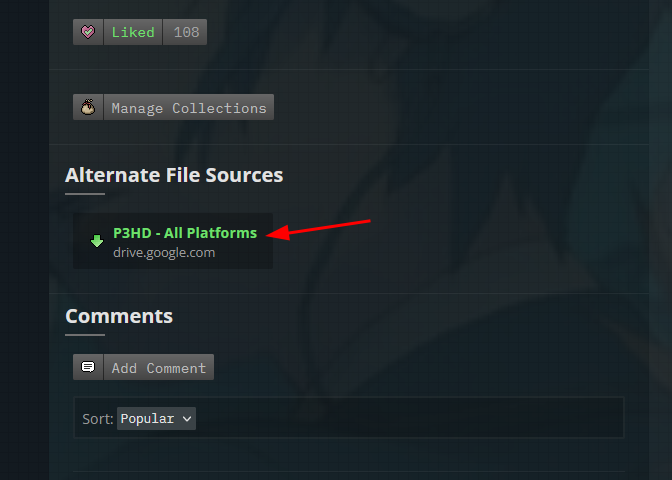 Liked 108
Manage Collections
Alternate File Sources
P3HD - All Platforms
drive.google.com
Comments
Add Comment
Sort: Popular